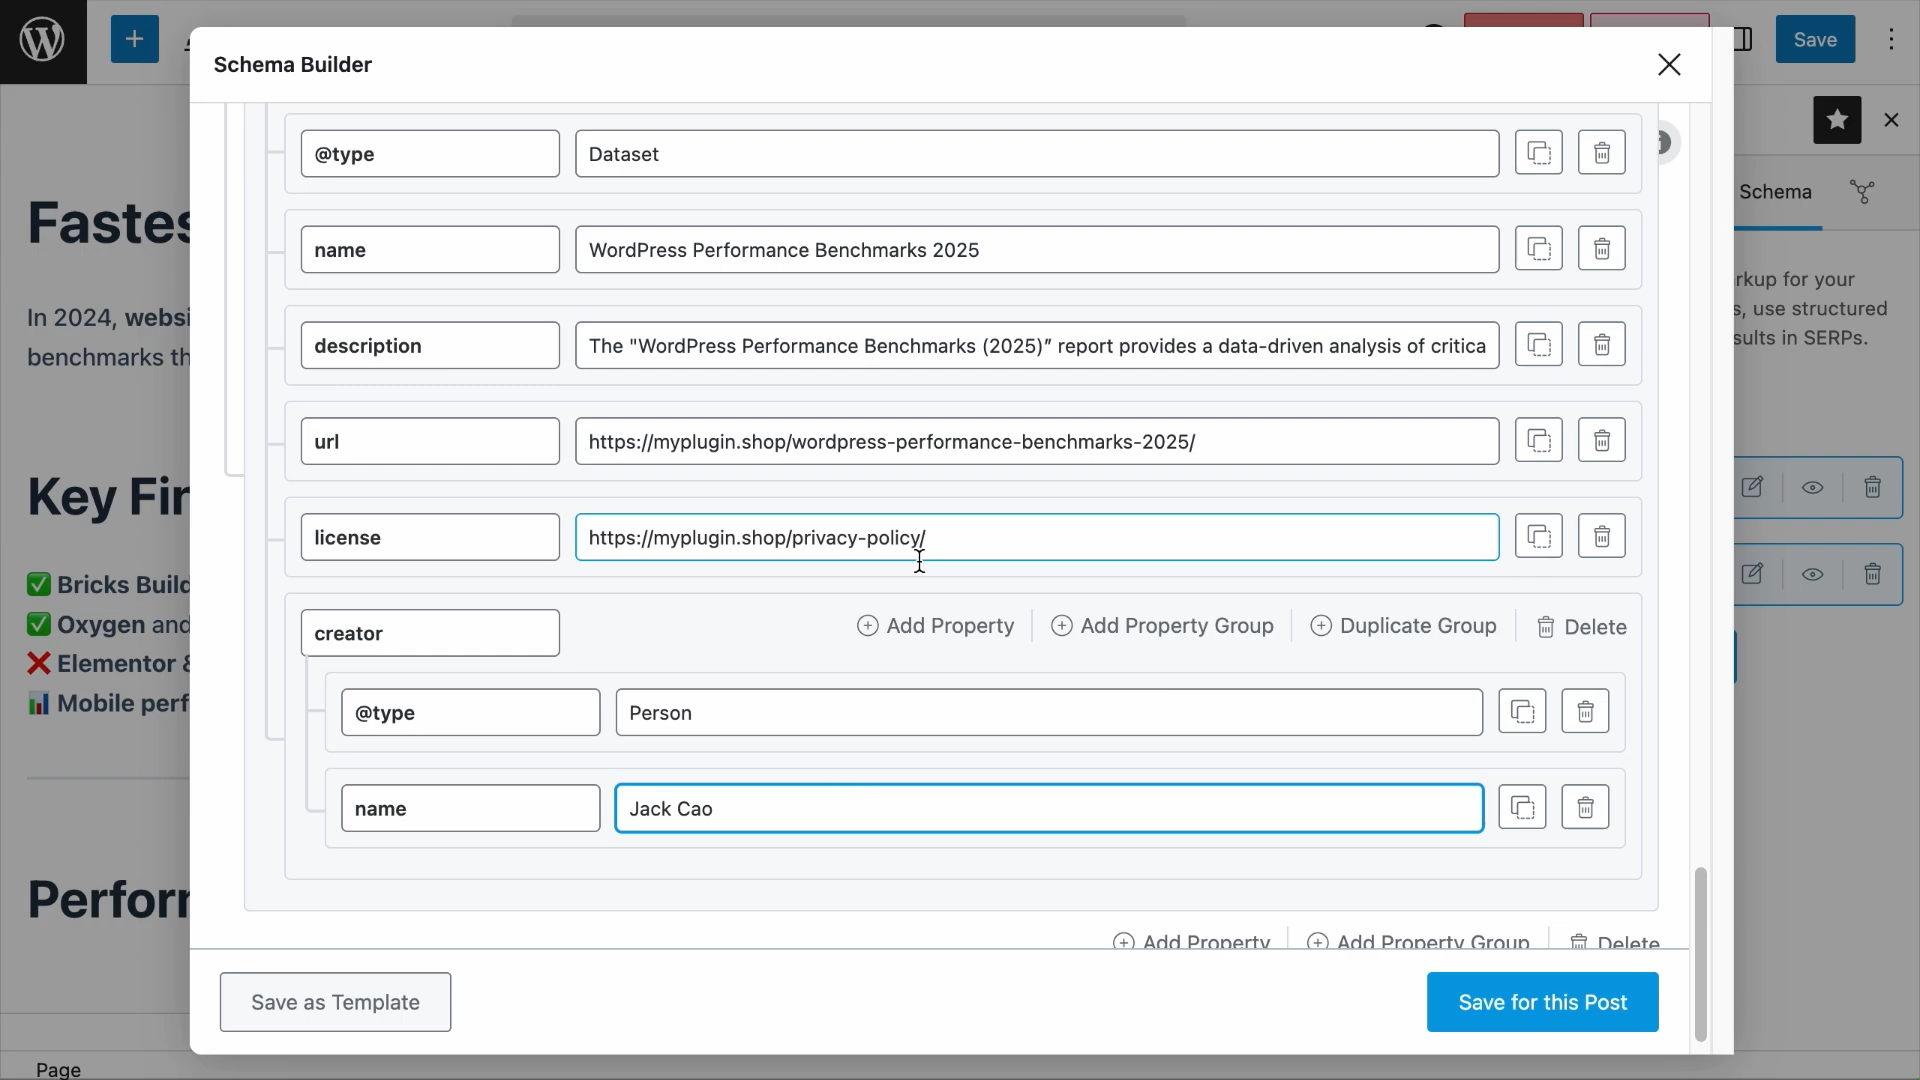 Save
Schema Builder
@type
Dataset
name
WordPress Performance Benchmarks 2025
description
The "WordPress Performance Benchmarks (2025)” report provides a data-driven analysis of critica
url
https://myplugin.shop/wordpress-performance-benchmarks-2025/
license
https://myplugin.shop/privacy-policy/
creator
Add Property
Add Property Group
Duplicate Group
Delete
@type
Person
name
Jack Cao
Add Property
Add Property Group
Delete
Save as Template
Save for this Post
Schema
rkup for your
s, use structured
sults in SERPs.
Fastes
In 2024, websi
benchmarks th
Key Fin
✅ Bricks Build
✅ Oxygen and
❌ Elementor &
📊 Mobile perf
Perforr
Page